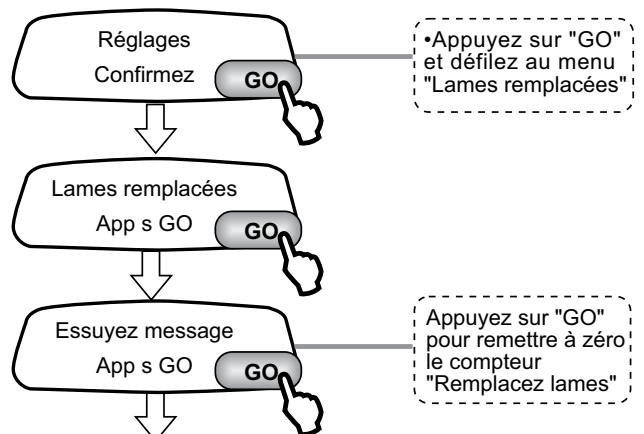 Réglages
Confirmez
GO
•Appuyez sur "GO"
et défilez au menu
"Lames remplacées"
Lames remplacées
App s GO
GO
Essuyez message
App s GO
GO
Appuyez sur "GO"
pour remettre à zéro
le compteur
"Remplacez lames"